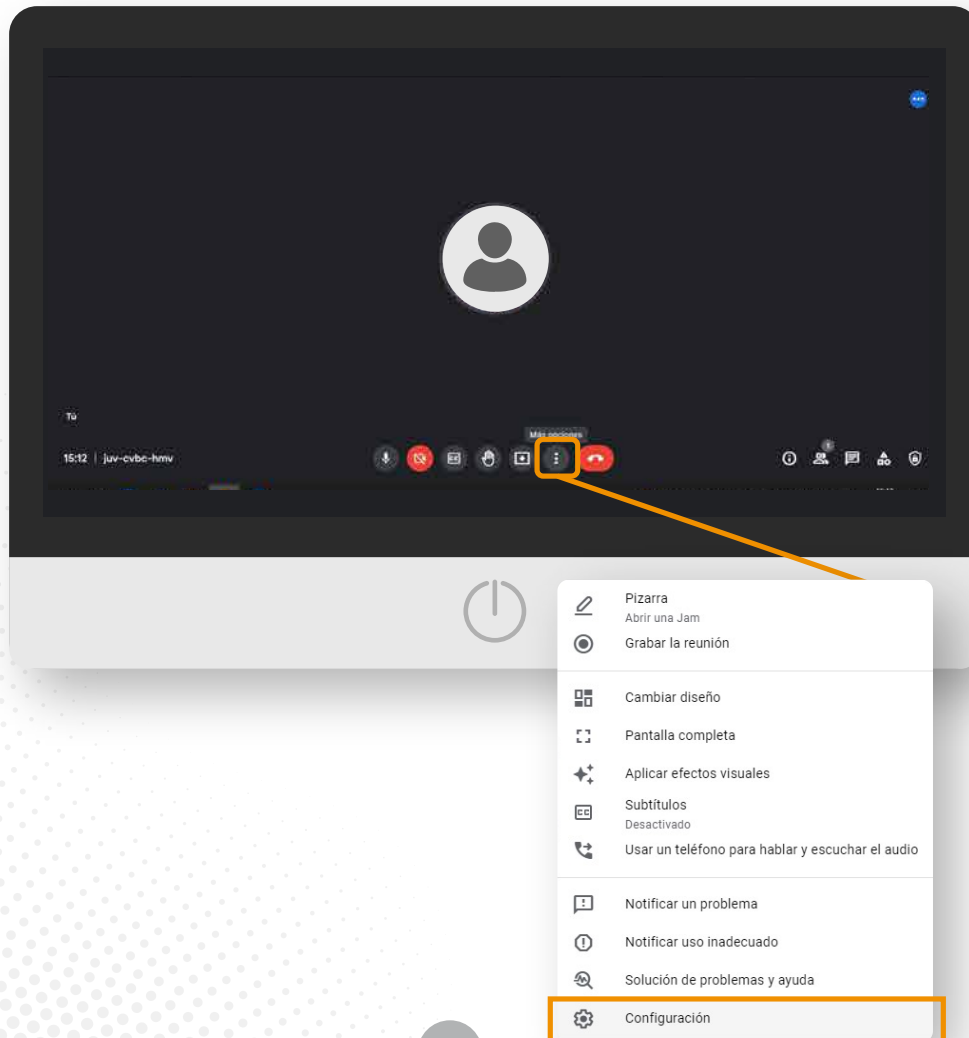 Tú
Más opciones
15:12 | juv-cvbc-hmv
1
Pizarra
Abrir una Jam
Grabar la reunión
Cambiar diseño
Pantalla completa
Aplicar efectos visuales
Subtítulos
Desactivado
Usar un teléfono para hablar y escuchar el audio
Notificar un problema
Notificar uso inadecuado
Solución de problemas y ayuda
Configuración